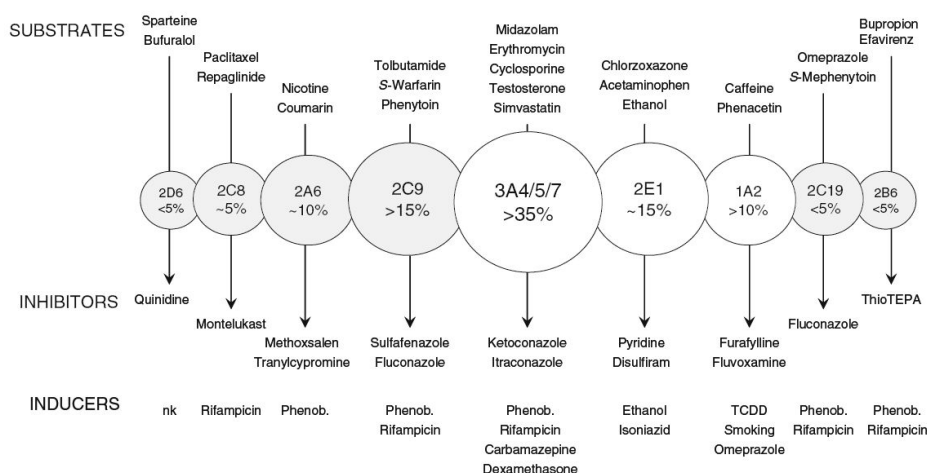 SUBSTRATES
Sparteine
Bufuralol
Paclitaxel
Repaglinide
Nicotine
Coumarin
Tolbutamide
S-Warfarin
Phenytoin
Midazolam
Erythromycin
Cyclosporine
Testosterone
Simvastatin
Chlorzoxazone
Acetaminophen
Ethanol
Caffeine
Phenacetin
Omeprazole
S-Mephenytoin
Bupropion
Efavirenz
2D6
<5%
2C8
~5%
2A6
~10%
2C9
>15%
3A4/5/7
>35%
2E1
~15%
1A2
>10%
2C19
<5%
2B6
<5%
INHIBITORS
Quinidine
Montelukast
Methoxsalen
Tranylcypromine
Sulfafenazole
Fluconazole
Ketoconazole
Itraconazole
Pyridine
Disulfiram
Furafylline
Fluvoxamine
Fluconazole
ThioTEPA
INDUCERS
nk
Rifampicin
Phenob.
Phenob.
Rifampicin
Phenob.
Rifampicin
Carbamazepine
Dexamethasone
Ethanol
Isoniazid
TCDD
Smoking
Omeprazole
Phenob.
Rifampicin
Phenob.
Rifampicin